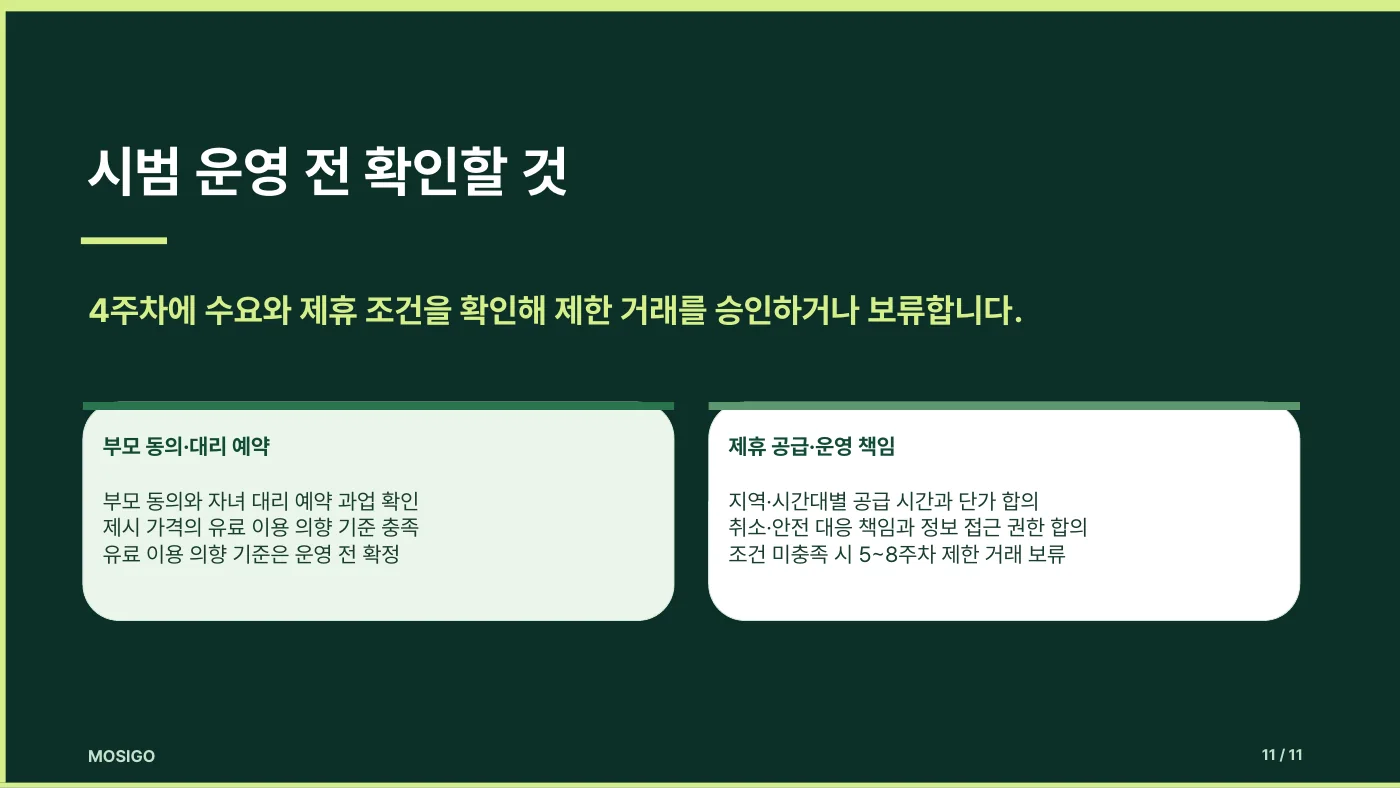 시범 운영 전 확인할 것
4주차에 수요와 제휴 조건을 확인해 제한 거래를 승인하거나 보류합니다.
부모 동의·대리 예약
부모 동의와 자녀 대리 예약 과업 확인
제시 가격의 유료 이용 의향 기준 충족
유료 이용 의향 기준은 운영 전 확정
제휴 공급·운영 책임
지역·시간대별 공급 시간과 단가 합의
취소·안전 대응 책임과 정보 접근 권한 합의
조건 미충족 시 5~8주차 제한 거래 보류
MOSIGO
11 / 11